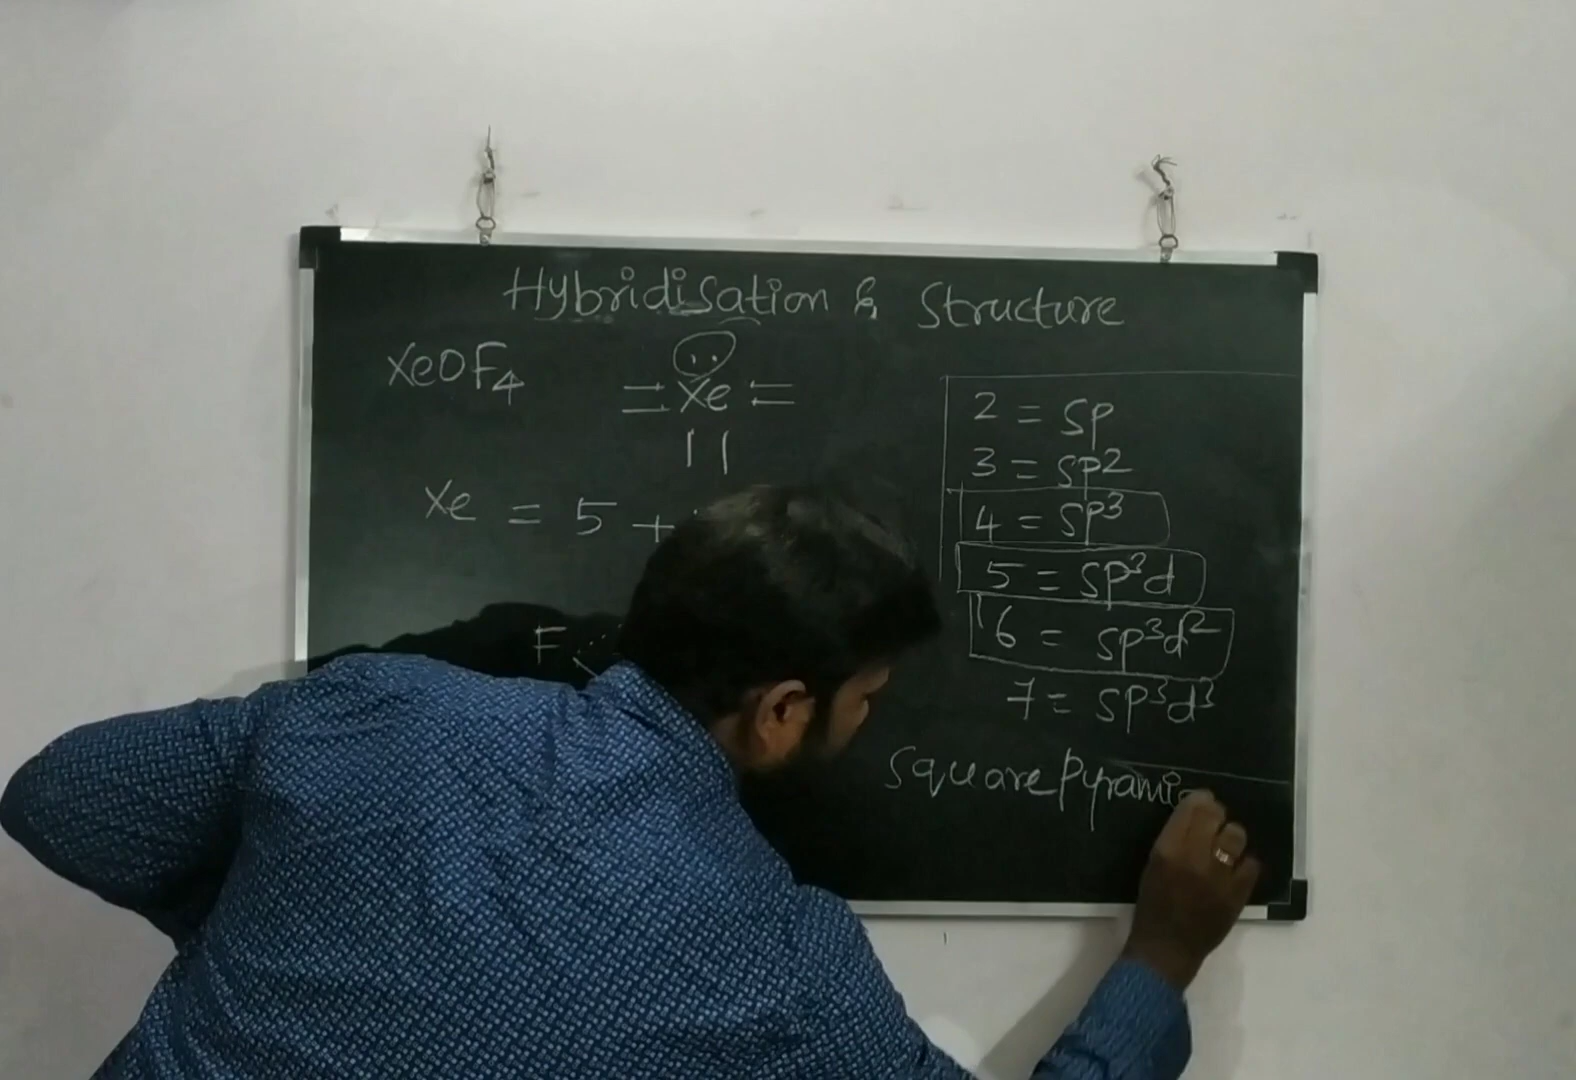 Hybridisation & Structure
XeOF4
= Xe =
||
Xe = 5 +
F
2 = sp
3 = sp2
4 = sp3
5 = sp3d
6 = sp3d2
7 = sp3d3
Square Pyrami